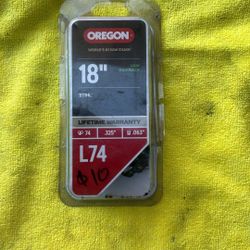 OREGON
18"
LIFETIME WARRANTY
74 .325" .063"
L74
$10